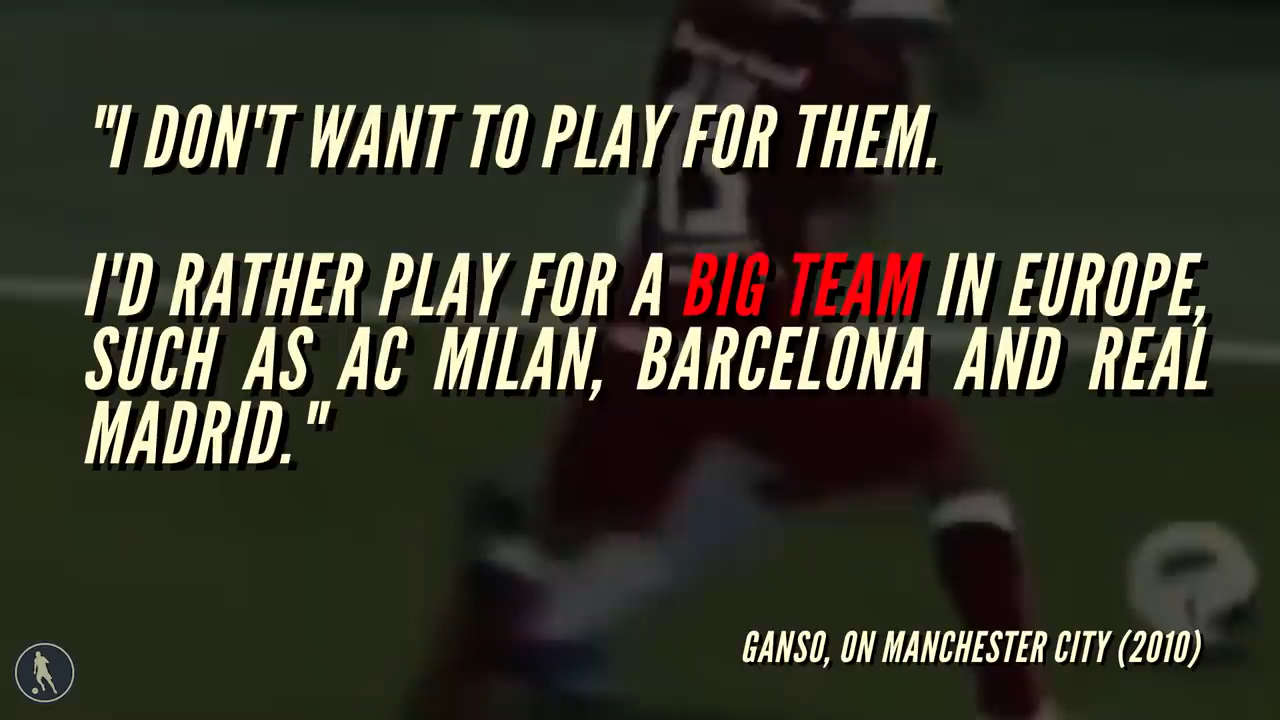 "I DON'T WANT TO PLAY FOR THEM.
I'D RATHER PLAY FOR A BIG TEAM IN EUROPE,
SUCH AS AC MILAN, BARCELONA AND REAL
MADRID."
GANSO, ON MANCHESTER CITY (2010)